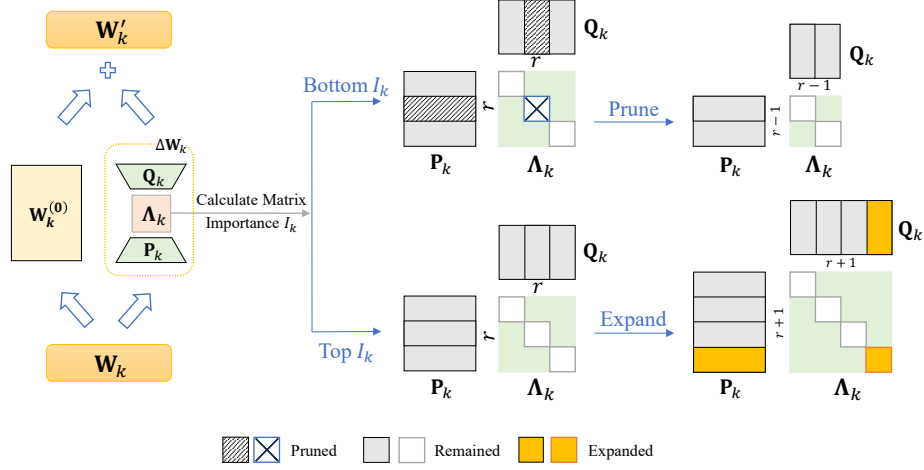 W′k
ΔWk
Qk
Wk(0)
Λk
Pk
Wk
Calculate Matrix
Importance Ik
Bottom Ik
Qk
r
r
Pk
Λk
Prune
Qk
r − 1
r − 1
Pk
Λk
Top Ik
Qk
r
r
Pk
Λk
Expand
Qk
r + 1
r + 1
Pk
Λk
Pruned
Remained
Expanded